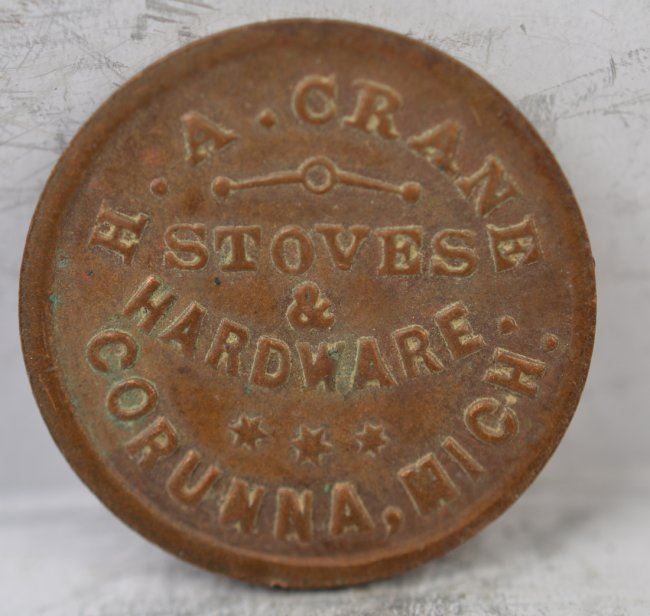 H. A. CRANE
STOVES
&
HARDWARE.
CORUNNA, MICH.